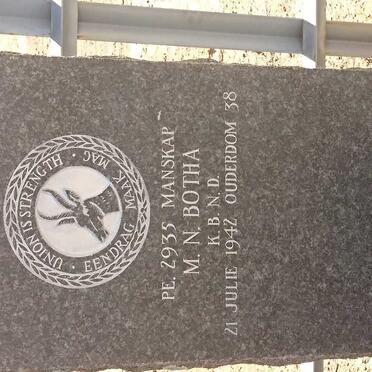 UNION IS STRENGTH · EENDRAG MAAK MAG ·
PE. 2935 MANSKAP
M. N. BOTHA
K. B. N. D.
21 JULIE 1942 OUDERDOM 38